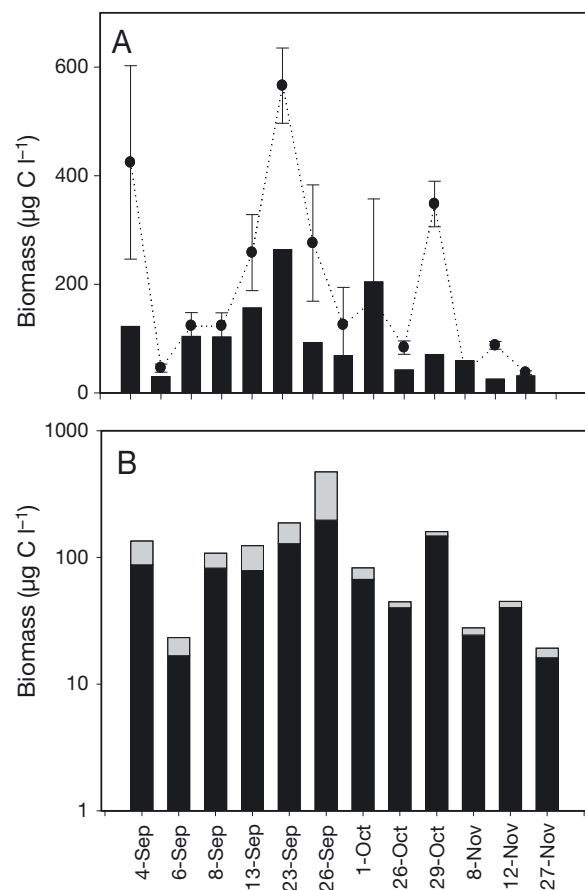 A
600
400
200
0
Biomass (µg C l⁻¹)
B
1000
100
10
1
Biomass (µg C l⁻¹)
4-Sep
6-Sep
8-Sep
13-Sep
23-Sep
26-Sep
1-Oct
26-Oct
29-Oct
8-Nov
12-Nov
27-Nov